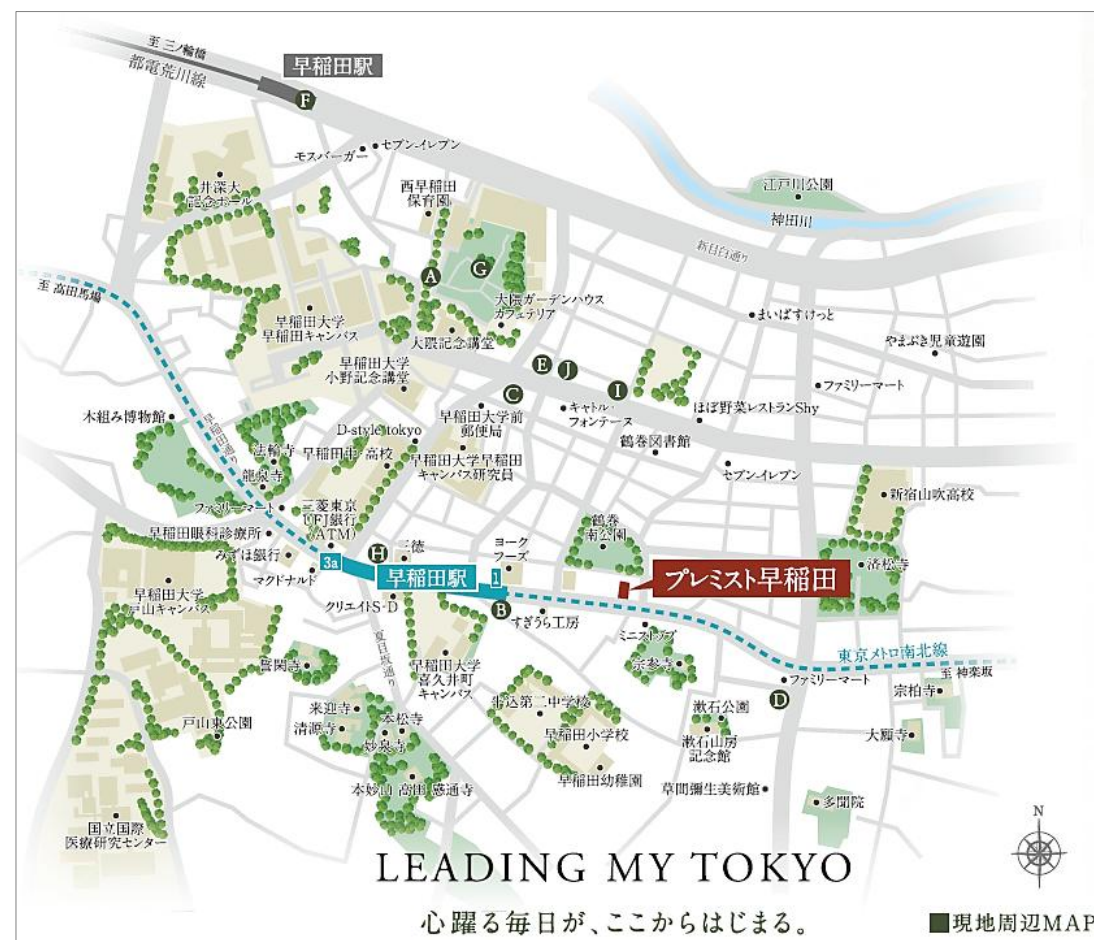 至 三ノ輪橋
都電荒川線
早稲田駅
F
モスバーガー
セブン-イレブン
井深大
記念ホール
西早稲田
保育園
江戸川公園
神田川
新目白通り
A
G
至 高田馬場
大隈ガーデンハウス
カフェテリア
まいばすけっと
早稲田大学
早稲田キャンパス
大隈記念講堂
やまぶき児童遊園
早稲田大学
小野記念講堂
E
J
I
C
ファミリーマート
木組み博物館
早稲田通り
キャトル・
フォンテーヌ
ほぼ野菜レストランShy
早稲田大学前
郵便局
D-style tokyo
鶴巻図書館
法輪寺
早稲田中・高校
早稲田大学早稲田
キャンパス研究員
龍泉寺
セブン-イレブン
新宿山吹高校
ファミリーマート
三菱東京
UFJ銀行
(ATM)
早稲田眼科診療所
みずほ銀行
鶴巻
南公園
ヨーク
フーズ
三徳
H
済松寺
3a
早稲田駅
1
プレミスト早稲田
マクドナルド
早稲田大学
戸山キャンパス
クリエイトS・D
B
すぎうら工房
ミニストップ
夏目坂通り
東京メトロ南北線
至 神楽坂
誓閑寺
早稲田大学
喜久井町
キャンパス
宗参寺
ファミリーマート
宗柏寺
D
来迎寺
清源寺
本松寺
妙泉寺
牛込第二中学校
漱石公園
戸山東公園
早稲田小学校
漱石山房
記念館
大願寺
早稲田幼稚園
本妙山 高田 感通寺
草間彌生美術館
多聞院
国立国際
医療研究センター
N
LEADING MY TOKYO
心躍る毎日が、ここからはじまる。
■現地周辺MAP